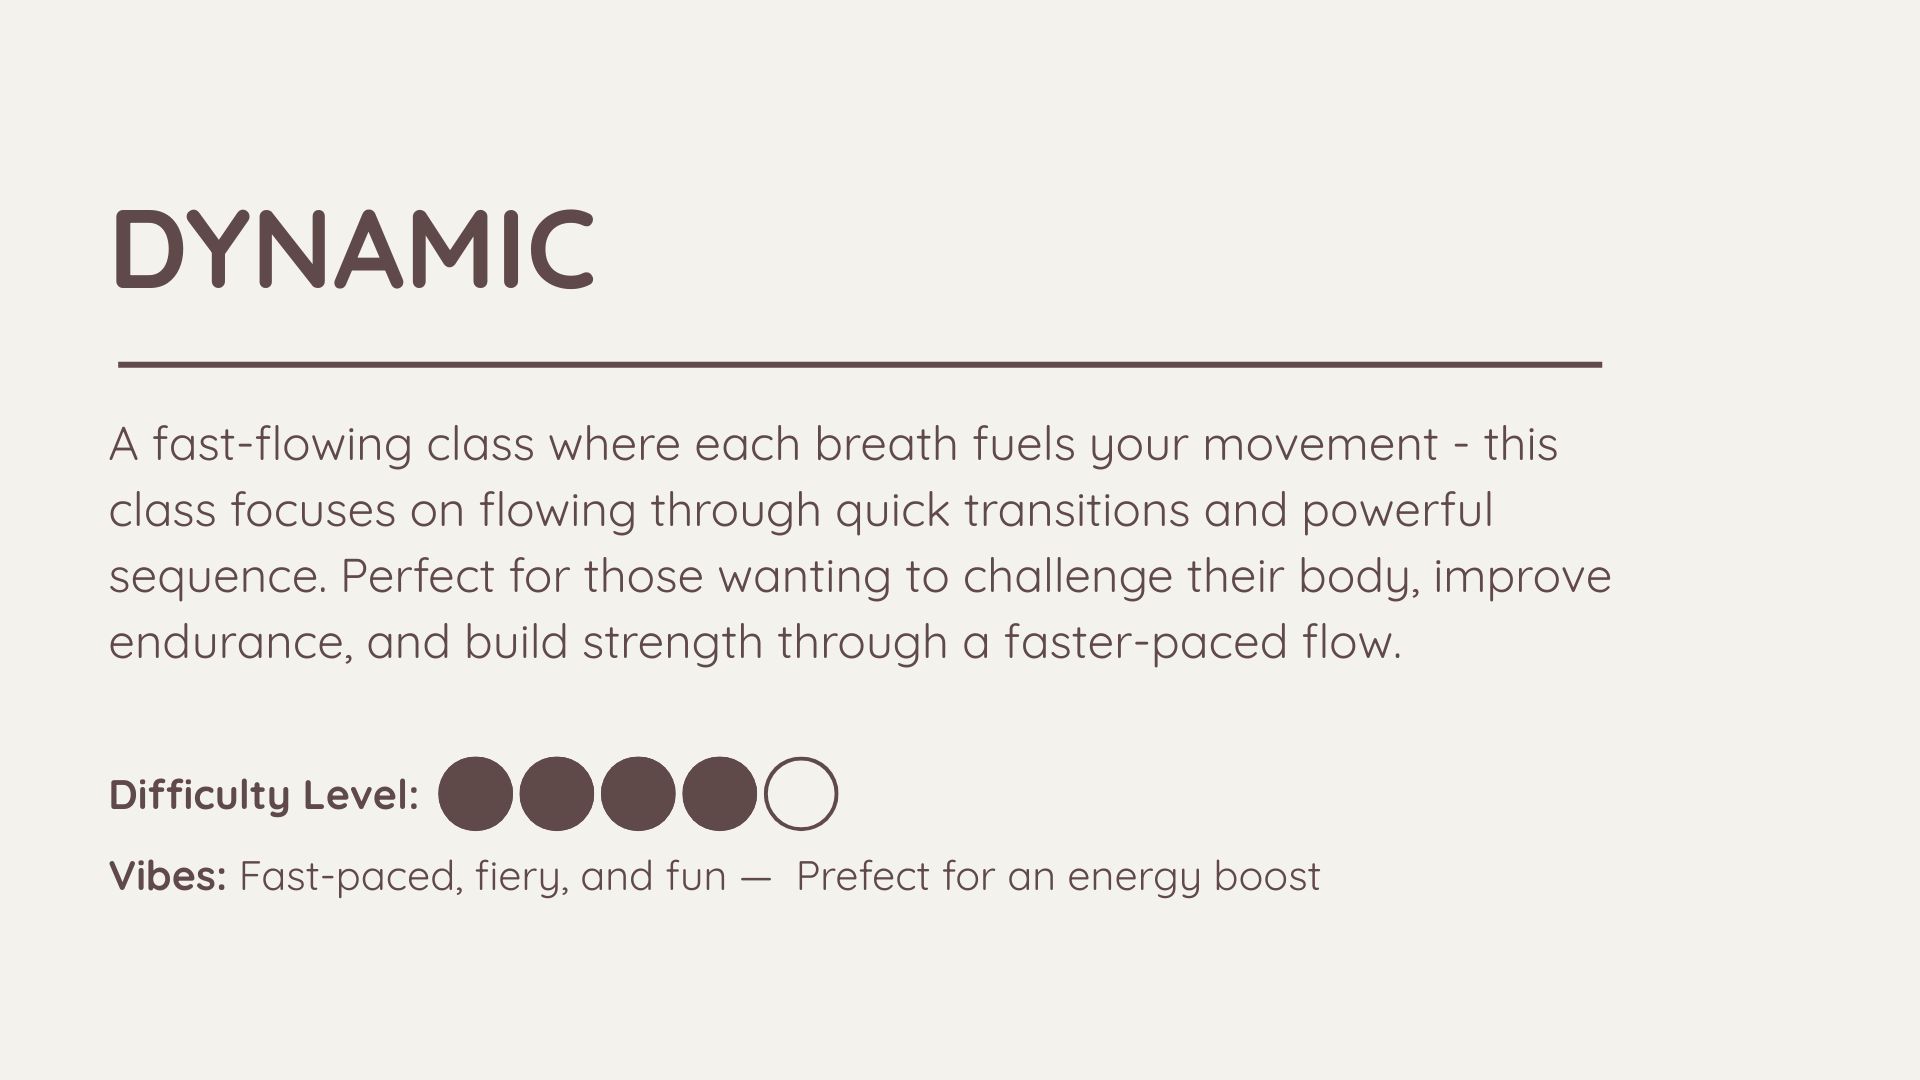 DYNAMIC
A fast-flowing class where each breath fuels your movement - this
class focuses on flowing through quick transitions and powerful
sequence. Perfect for those wanting to challenge their body, improve
endurance, and build strength through a faster-paced flow.
Difficulty Level:
Vibes: Fast-paced, fiery, and fun —  Prefect for an energy boost